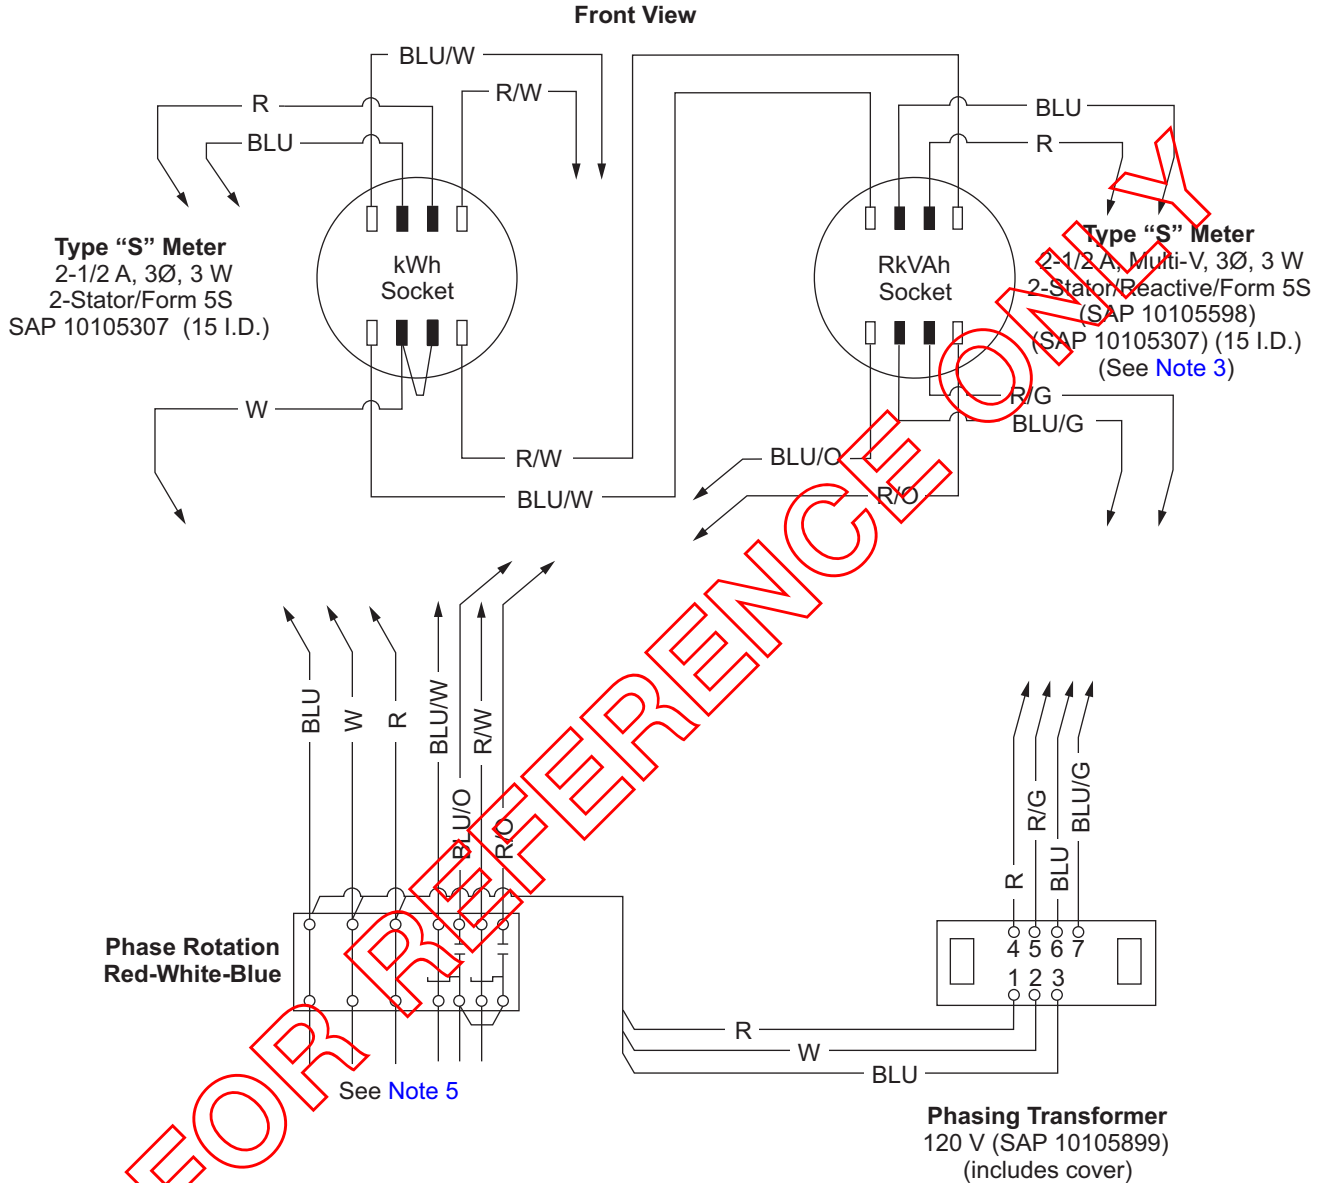 Front View
BLU/W
R/W
R
BLU
BLU
R
Type “S” Meter
2-1/2 A, 3Ø, 3 W
2-Stator/Form 5S
SAP 10105307 (15 I.D.)
kWh
Socket
RkVAh
Socket
Type “S” Meter
2-1/2 A, Multi-V, 3Ø, 3 W
2-Stator/Reactive/Form 5S
(SAP 10105598)
(SAP 10105307) (15 I.D.)
(See Note 3)
W
R/G
BLU/G
R/W
BLU/O
BLU/W
R/O
BLU
W
R
BLU/W
BLU/O
R/W
R/O
R
R/G
BLU
BLU/G
Phase Rotation
Red-White-Blue
4 5 6 7
1 2 3
R
W
BLU
See Note 5
Phasing Transformer
120 V (SAP 10105899)
(includes cover)
FOR REFERENCE ONLY